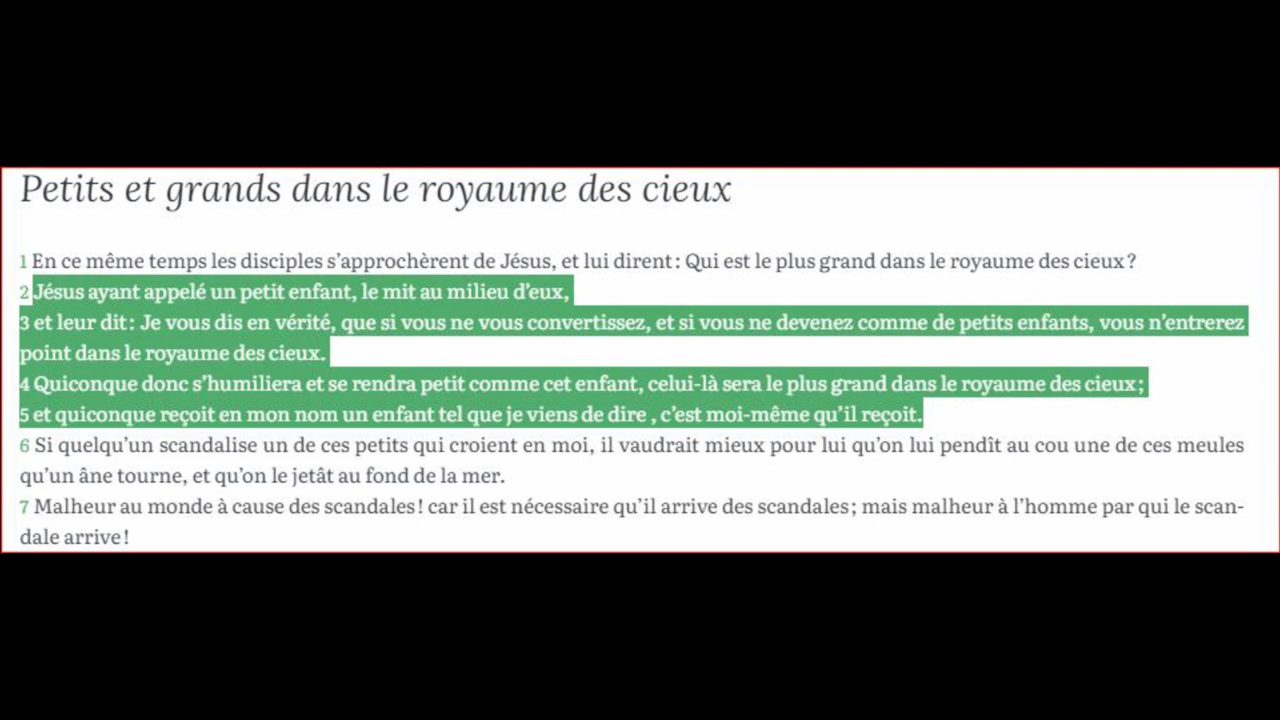 Petits et grands dans le royaume des cieux
1 En ce même temps les disciples s’approchèrent de Jésus, et lui dirent : Qui est le plus grand dans le royaume des cieux ?
2 Jésus ayant appelé un petit enfant, le mit au milieu d’eux,
3 et leur dit : Je vous dis en vérité, que si vous ne vous convertissez, et si vous ne devenez comme de petits enfants, vous n’entrerez
point dans le royaume des cieux.
4 Quiconque donc s’humiliera et se rendra petit comme cet enfant, celui-là sera le plus grand dans le royaume des cieux ;
5 et quiconque reçoit en mon nom un enfant tel que je viens de dire , c’est moi-même qu’il reçoit.
6 Si quelqu’un scandalise un de ces petits qui croient en moi, il vaudrait mieux pour lui qu’on lui pendît au cou une de ces meules
qu’un âne tourne, et qu’on le jetât au fond de la mer.
7 Malheur au monde à cause des scandales ! car il est nécessaire qu’il arrive des scandales ; mais malheur à l’homme par qui le scan-
dale arrive !